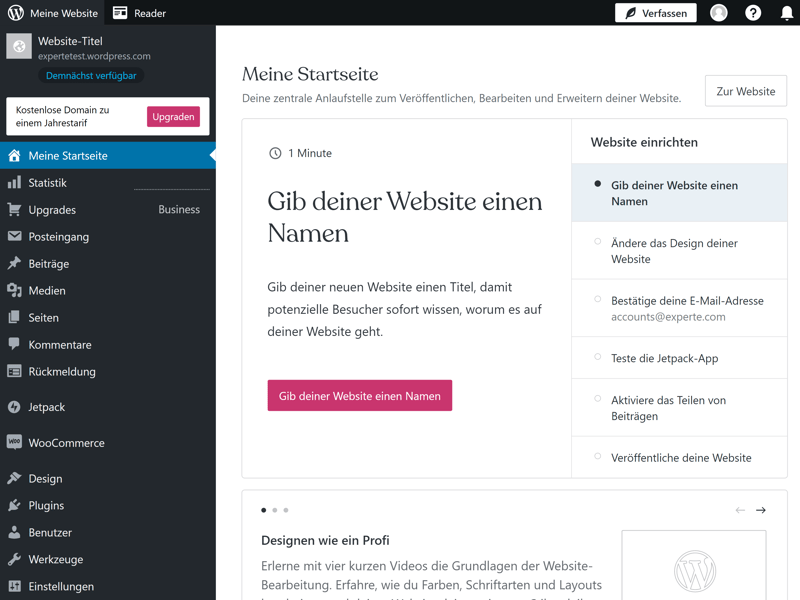 Meine Website
Reader
Verfassen
Website-Titel
expertetest.wordpress.com
Demnächst verfügbar
Kostenlose Domain zu
einem Jahrestarif
Upgraden
Meine Startseite
Statistik
Upgrades
Business
Posteingang
Beiträge
Medien
Seiten
Kommentare
Rückmeldung
Jetpack
WOO
WooCommerce
Design
Plugins
Benutzer
Werkzeuge
Einstellungen
Meine Startseite
Deine zentrale Anlaufstelle zum Veröffentlichen, Bearbeiten und Erweitern deiner Website.
Zur Website
1 Minute
Gib deiner Website einen
Namen
Gib deiner neuen Website einen Titel, damit
potenzielle Besucher sofort wissen, worum es auf
deiner Website geht.
Gib deiner Website einen Namen
Website einrichten
Gib deiner Website einen
Namen
Ändere das Design deiner
Website
Bestätige deine E-Mail-Adresse
accounts@experte.com
Teste die Jetpack-App
Aktiviere das Teilen von
Beiträgen
Veröffentliche deine Website
Designen wie ein Profi
Erlerne mit vier kurzen Videos die Grundlagen der Website-
Bearbeitung. Erfahre, wie du Farben, Schriftarten und Layouts